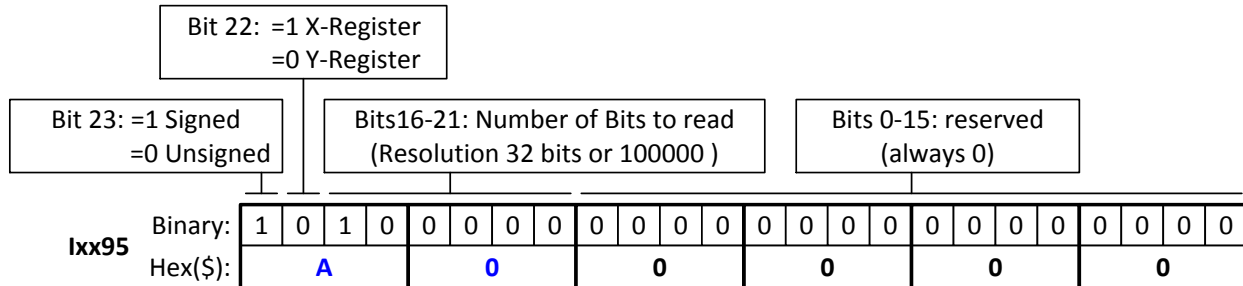 Bit 22: =1 X-Register
=0 Y-Register
Bit 23: =1 Signed
=0 Unsigned
Bits16-21: Number of Bits to read
(Resolution 32 bits or 100000 )
Bits 0-15: reserved
(always 0)
Ixx95
Binary: 1 0 1 0 0 0 0 0 0 0 0 0 0 0 0 0 0 0 0 0 0 0 0 0
Hex($): A 0 0 0 0 0